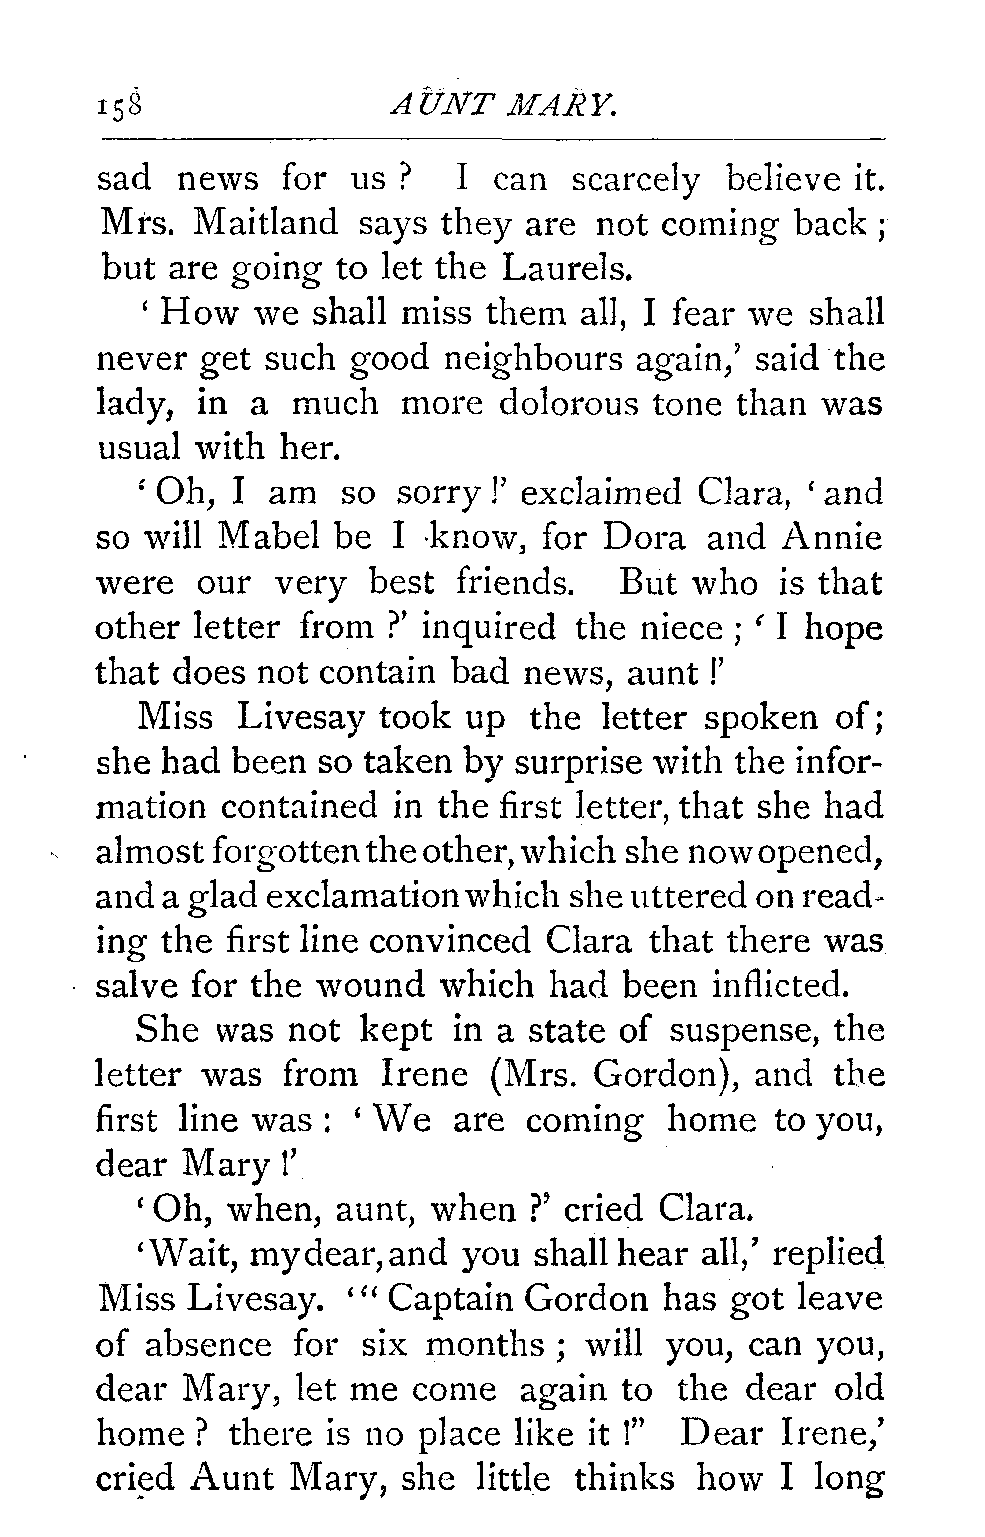 158 AUNT MARY.
sad news for us ? I can scarcely believe it.
Mrs. Maitland says they are not coming back ;
but are going to let the Laurels.
‘ How we shall miss them all, I fear we shall
never get such good neighbours again,’ said the
lady, in a much more dolorous tone than was
usual with her.
‘ Oh, I am so sorry !’ exclaimed Clara, ‘ and
so will Mabel be I know, for Dora and Annie
were our very best friends. But who is that
other letter from ?’ inquired the niece ; ‘ I hope
that does not contain bad news, aunt !’
Miss Livesay took up the letter spoken of ;
she had been so taken by surprise with the infor-
mation contained in the first letter, that she had
almost forgotten the other, which she now opened,
and a glad exclamation which she uttered on read-
ing the first line convinced Clara that there was
salve for the wound which had been inflicted.
She was not kept in a state of suspense, the
letter was from Irene (Mrs. Gordon), and the
first line was : ‘ We are coming home to you,
dear Mary !’
‘ Oh, when, aunt, when ?’ cried Clara.
‘Wait, my dear, and you shall hear all,’ replied
Miss Livesay. ‘“ Captain Gordon has got leave
of absence for six months ; will you, can you,
dear Mary, let me come again to the dear old
home ? there is no place like it !” Dear Irene,’
cried Aunt Mary, she little thinks how I long